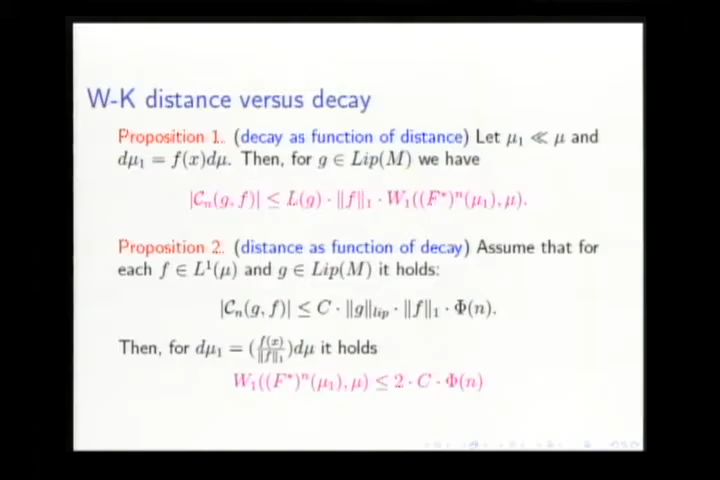 W-K distance versus decay
Proposition 1. (decay as function of distance) Let μ₁ ≪ μ and
dμ₁ = f(x)dμ. Then, for g ∈ Lip(M) we have
|𝒞ₙ(g, f)| ≤ L(g) · ‖f‖₁ · W₁((F*)ⁿ(μ₁), μ).
Proposition 2. (distance as function of decay) Assume that for
each f ∈ L¹(μ) and g ∈ Lip(M) it holds:
|𝒞ₙ(g, f)| ≤ C · ‖g‖_lip · ‖f‖₁ · Φ(n).
Then, for dμ₁ = (f(x)/‖f‖₁)dμ it holds
W₁((F*)ⁿ(μ₁), μ) ≤ 2 · C · Φ(n)